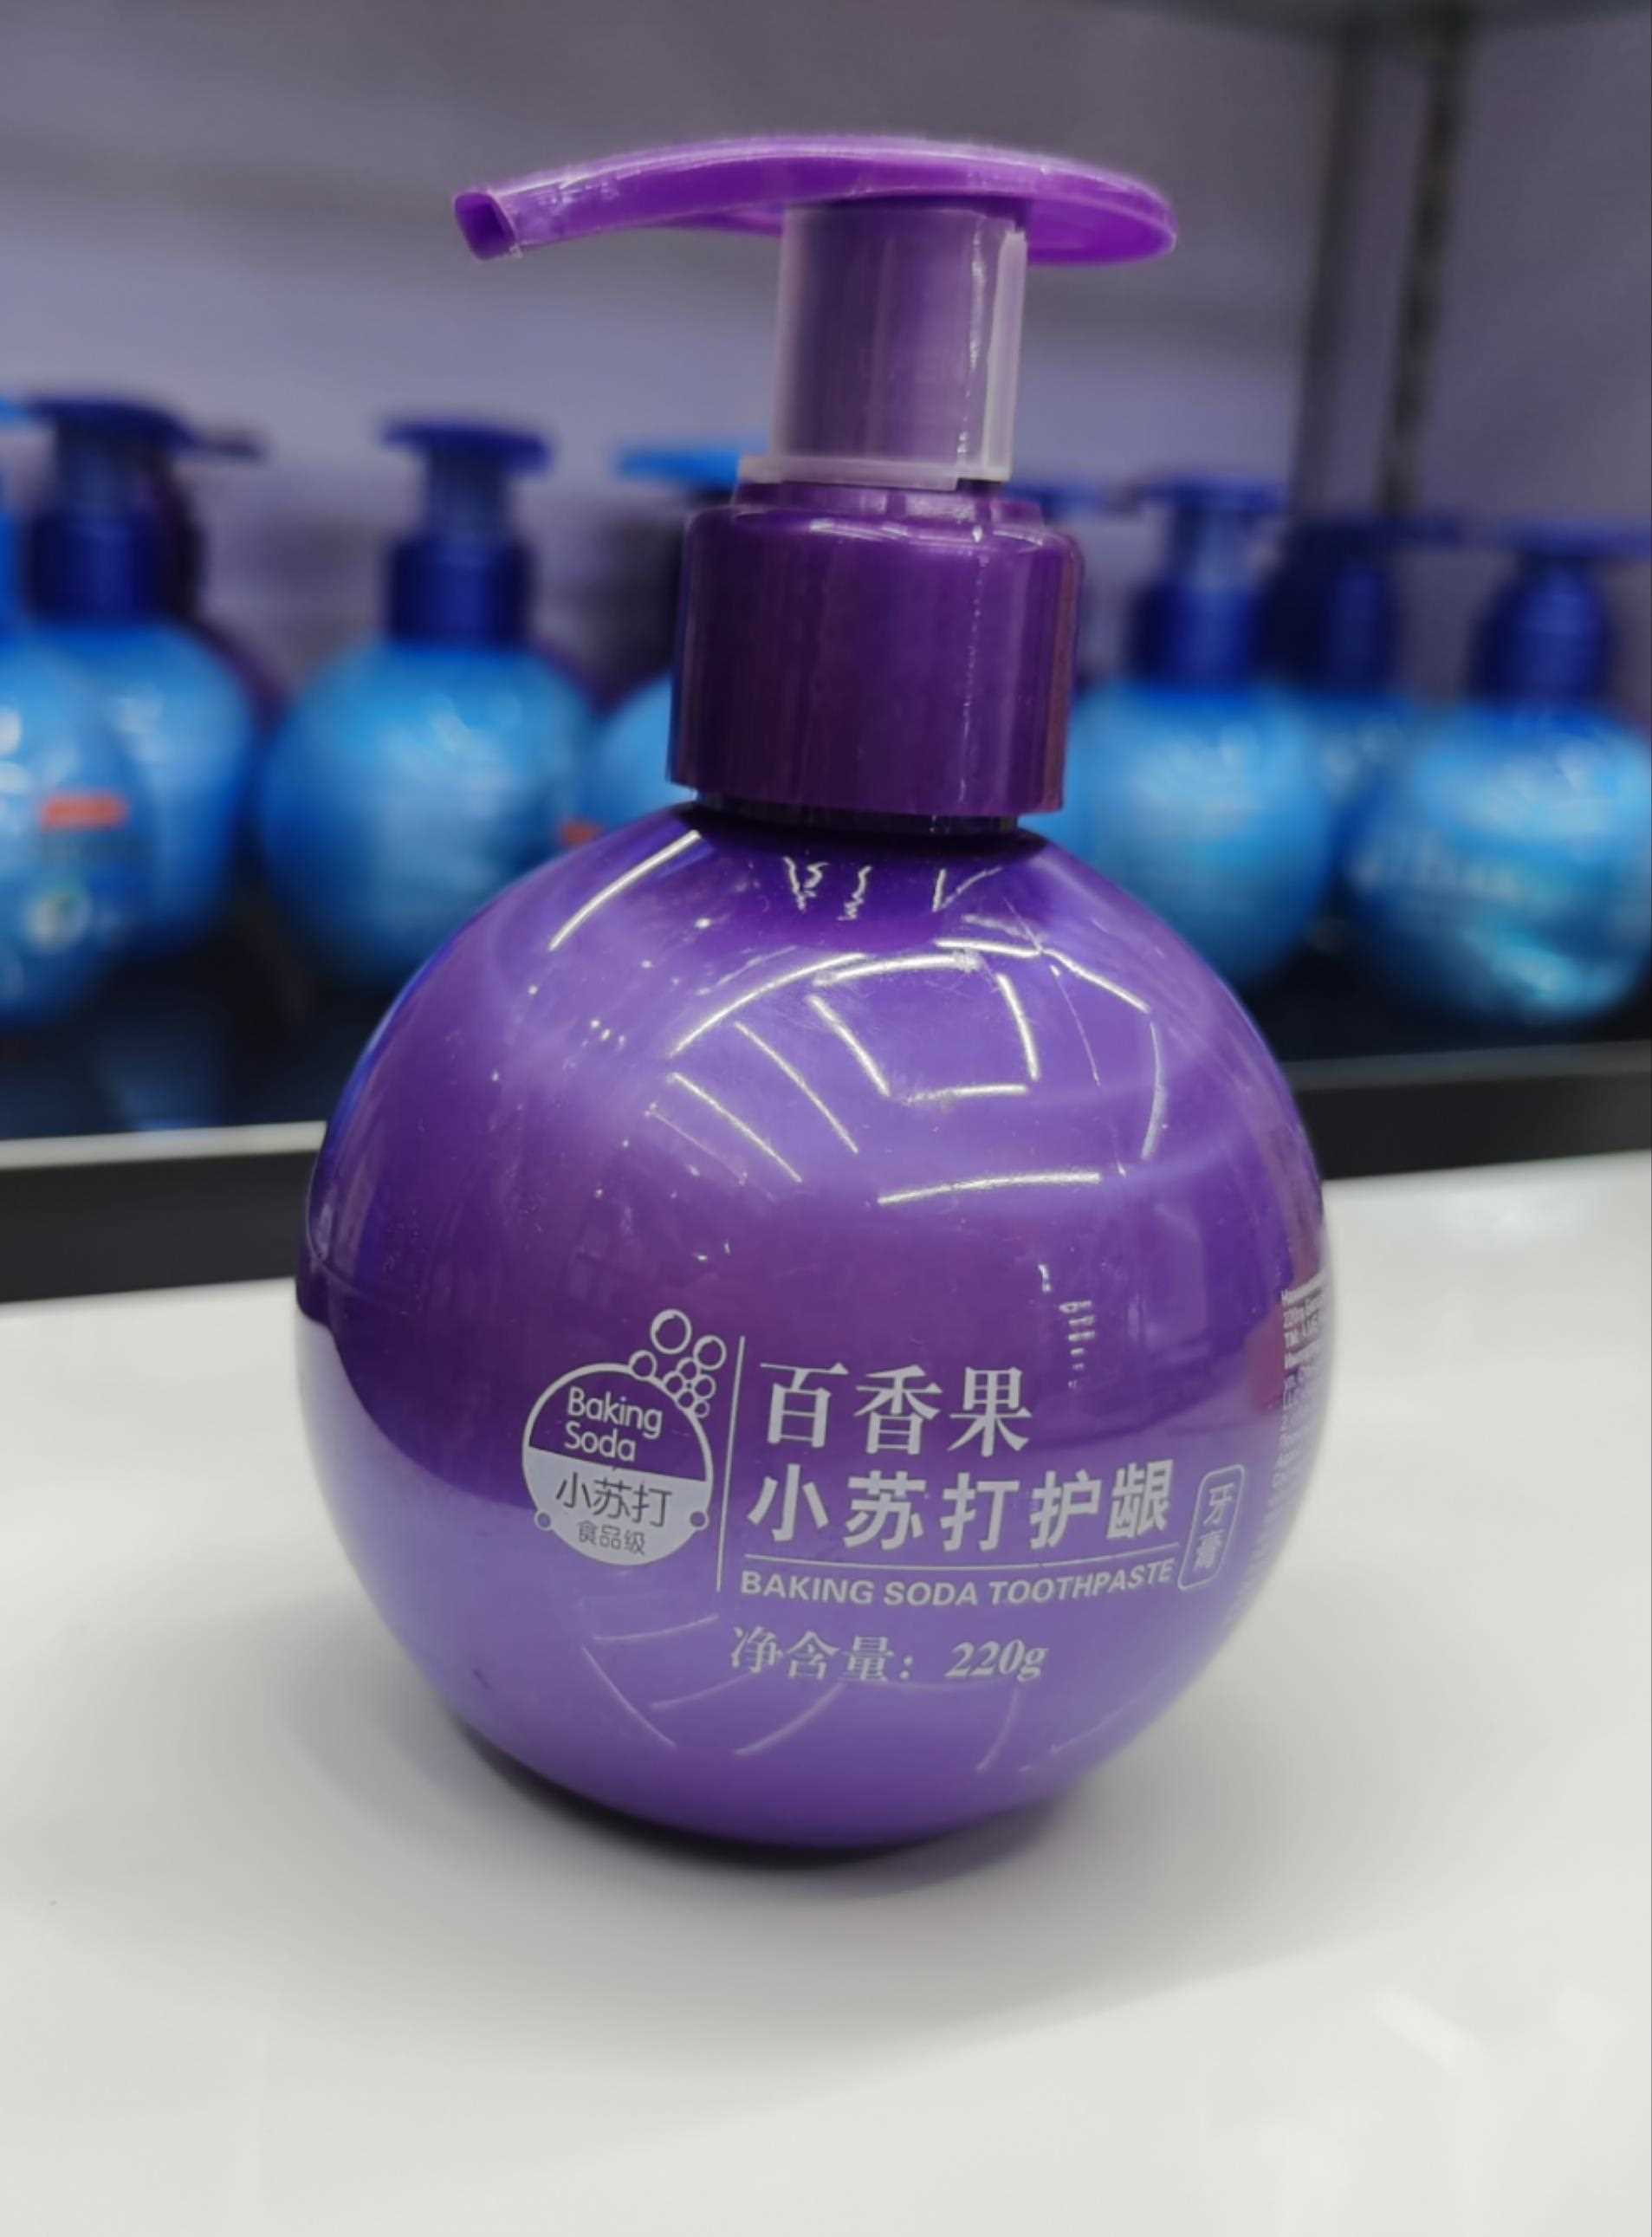 Baking
Soda
小苏打
食品级
百香果
小苏打护龈
牙膏
BAKING SODA TOOTHPASTE
净含量：220g